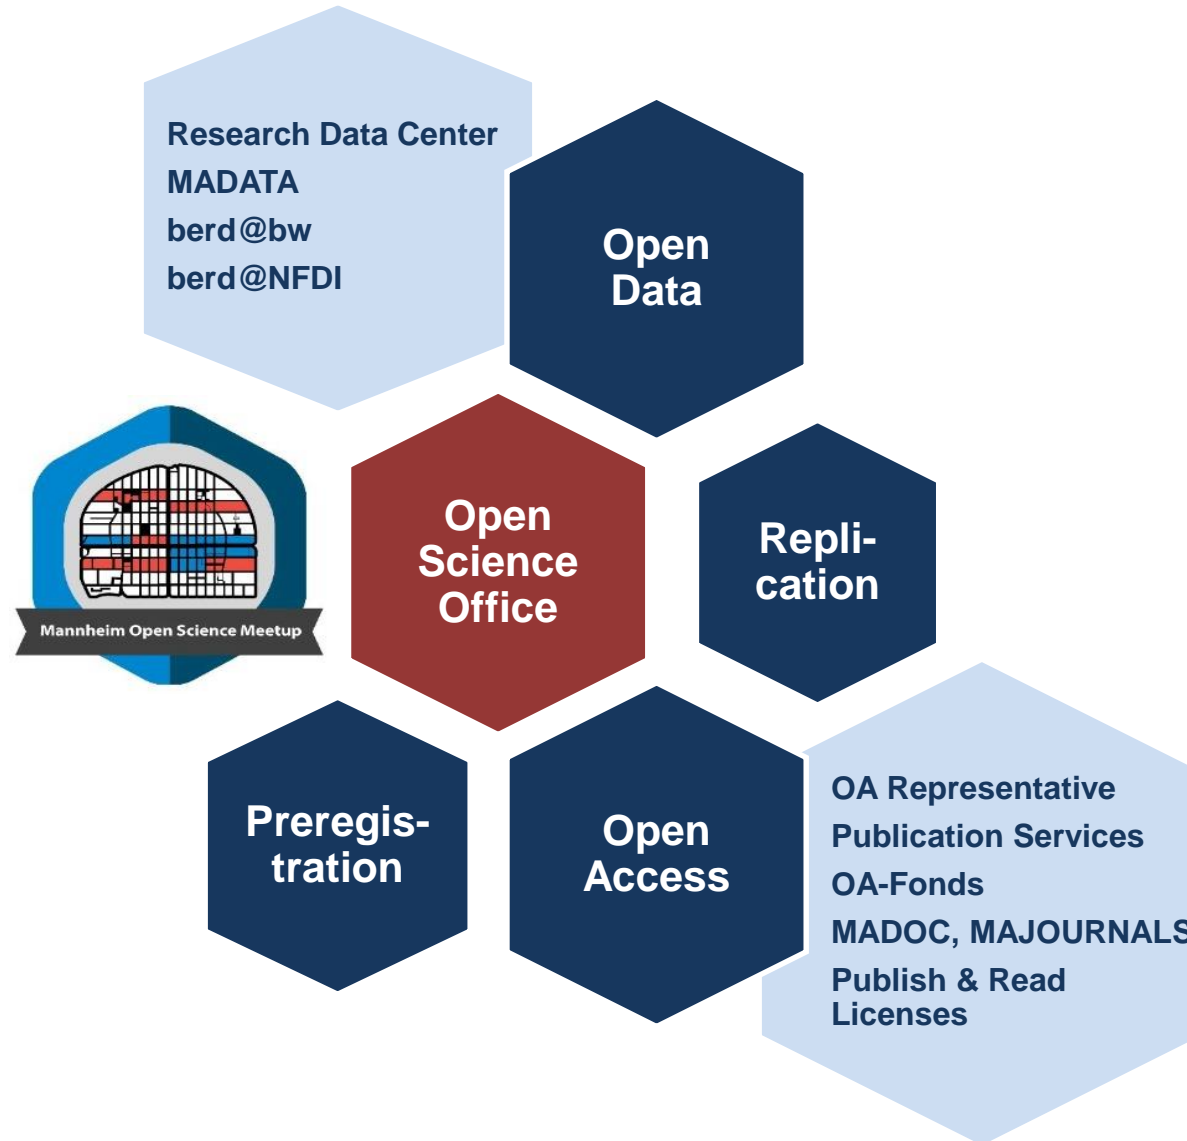 Research Data Center
MADATA
berd@bw
berd@NFDI
Open
Data
Open
Science
Office
Repli-
cation
Mannheim Open Science Meetup
Preregis-
tration
Open
Access
OA Representative
Publication Services
OA-Fonds
MADOC, MAJOURNALS
Publish & Read
Licenses